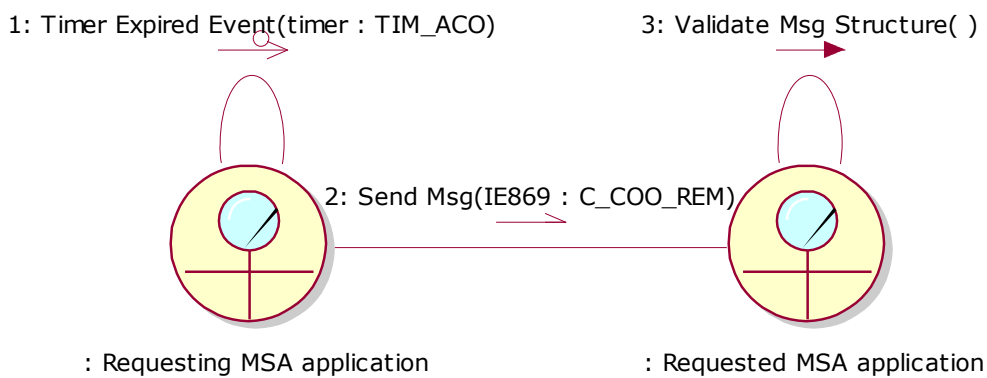 1: Timer Expired Event(timer : TIM_ACO)
3: Validate Msg Structure( )
2: Send Msg(IE869 : C_COO_REM)
: Requesting MSA application
: Requested MSA application